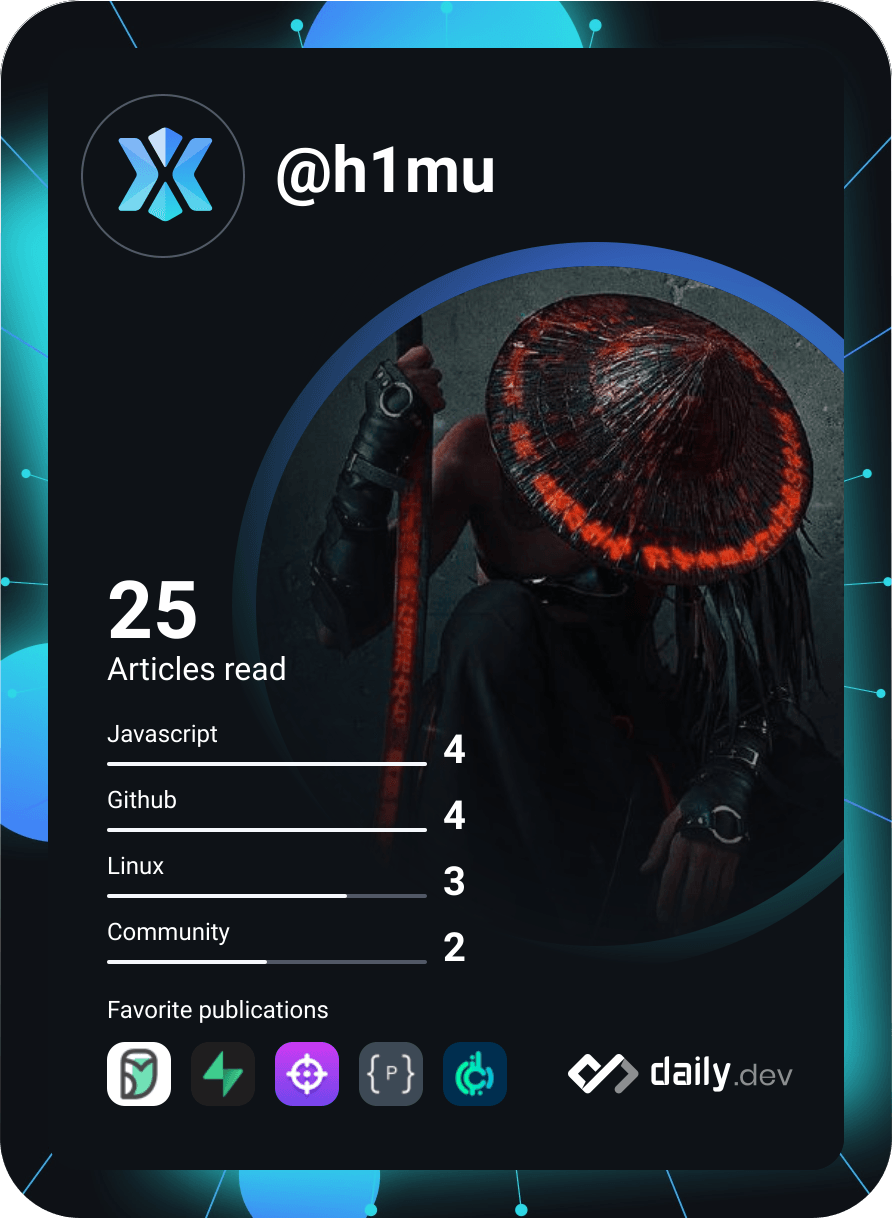 @h1mu
25
Articles read
Javascript
4
Github
4
Linux
3
Community
2
Favorite publications
{P}
daily.dev